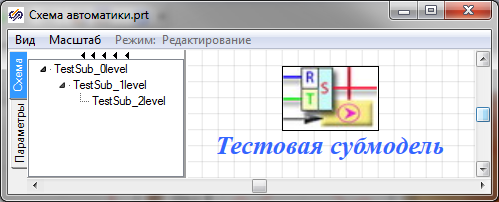 Схема автоматики.prt
Вид Масштаб Режим: Редактирование
Схема
Параметры
TestSub_0level
TestSub_1level
TestSub_2level
R
S
T
Тестовая субмодель